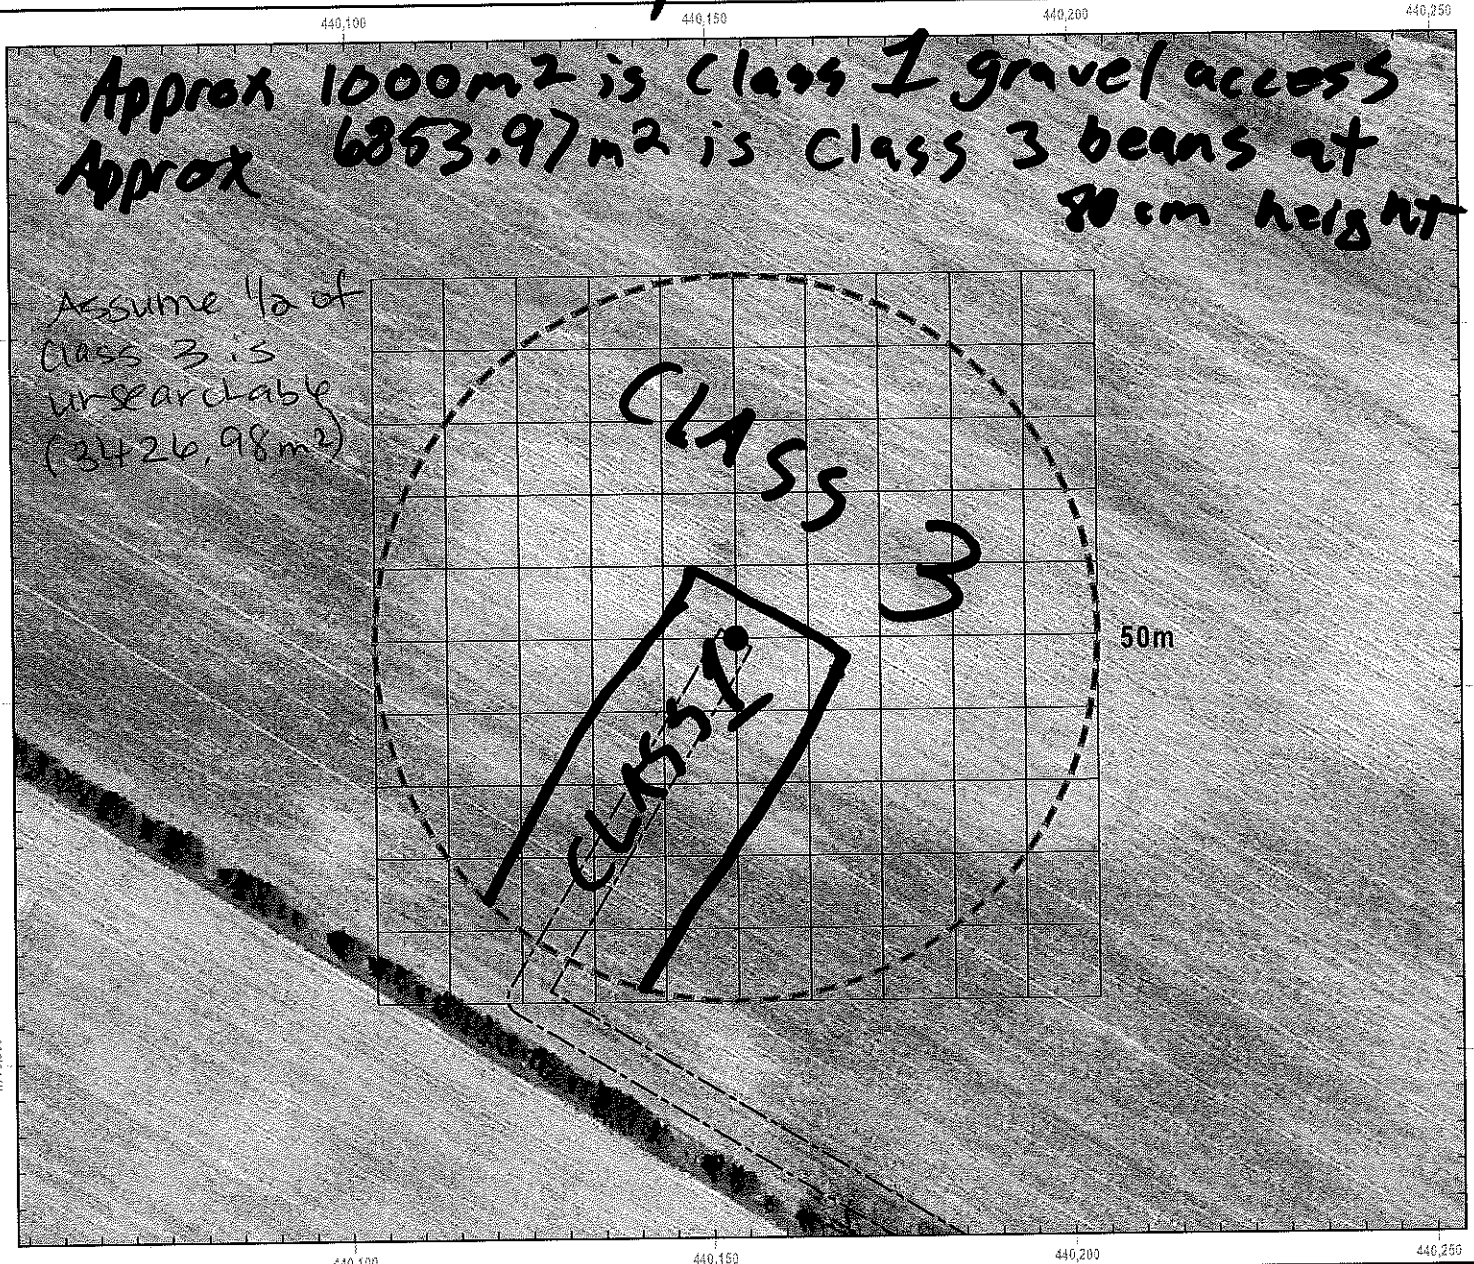 440,100 440,150 440,200 440,250
Approx 1000m2 is Class 1 gravel access
Approx 6853.97m2 is Class 3 beans at
80 cm height
Assume 1/2 of
Class 3 is
unsearchable
(3426.98m2)
CLASS
3
50m
CLASS 1
440,100 440,150 440,200 440,250